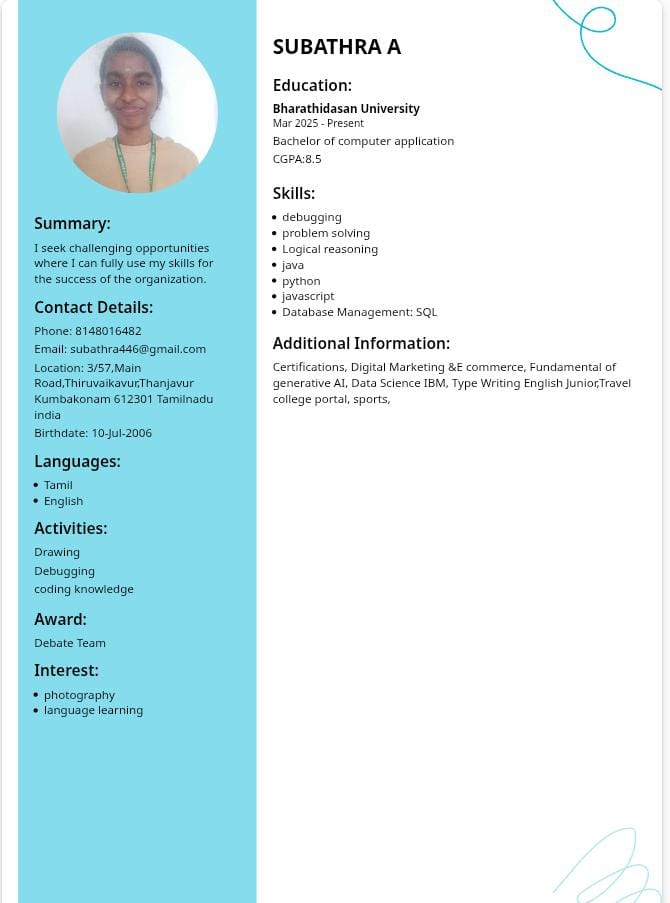 SUBATHRA A
Education:
Bharathidasan University
Mar 2025 - Present
Bachelor of computer application
CGPA:8.5
Skills:
debugging
problem solving
Logical reasoning
java
python
javascript
Database Management: SQL
Additional Information:
Certifications, Digital Marketing &E commerce, Fundamental of
generative AI, Data Science IBM, Type Writing English Junior,Travel
college portal, sports,
Summary:
I seek challenging opportunities
where I can fully use my skills for
the success of the organization.
Contact Details:
Phone: 8148016482
Email: subathra446@gmail.com
Location: 3/57,Main
Road,Thiruvaikavur,Thanjavur
Kumbakonam 612301 Tamilnadu
india
Birthdate: 10-Jul-2006
Languages:
Tamil
English
Activities:
Drawing
Debugging
coding knowledge
Award:
Debate Team
Interest:
photography
language learning